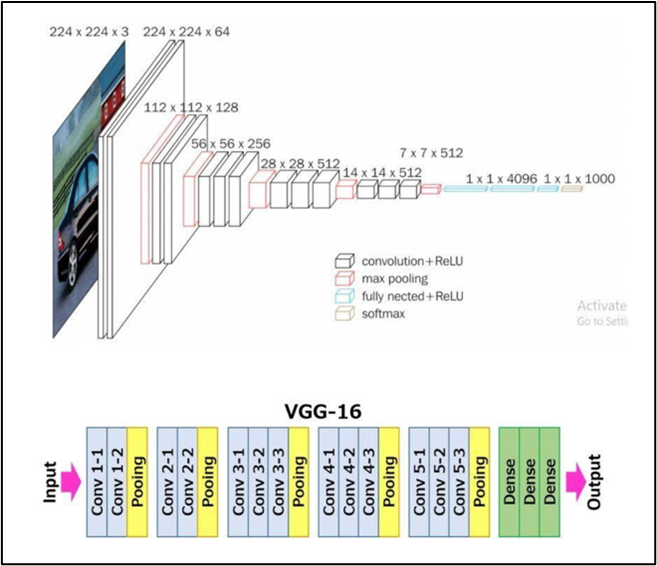 224 x 224 x 3
224 x 224 x 64
112 x 112 x 128
56 x 56 x 256
28 x 28 x 512
14 x 14 x 512
7 x 7 x 512
1 x 1 x 4096
1 x 1 x 1000
convolution+ReLU
max pooling
fully nected+ReLU
softmax
Activate
Go to Setti
VGG-16
Input
Conv 1-1
Conv 1-2
Pooing
Conv 2-1
Conv 2-2
Pooing
Conv 3-1
Conv 3-2
Conv 3-3
Pooing
Conv 4-1
Conv 4-2
Conv 4-3
Pooing
Conv 5-1
Conv 5-2
Conv 5-3
Pooing
Dense
Dense
Dense
Output